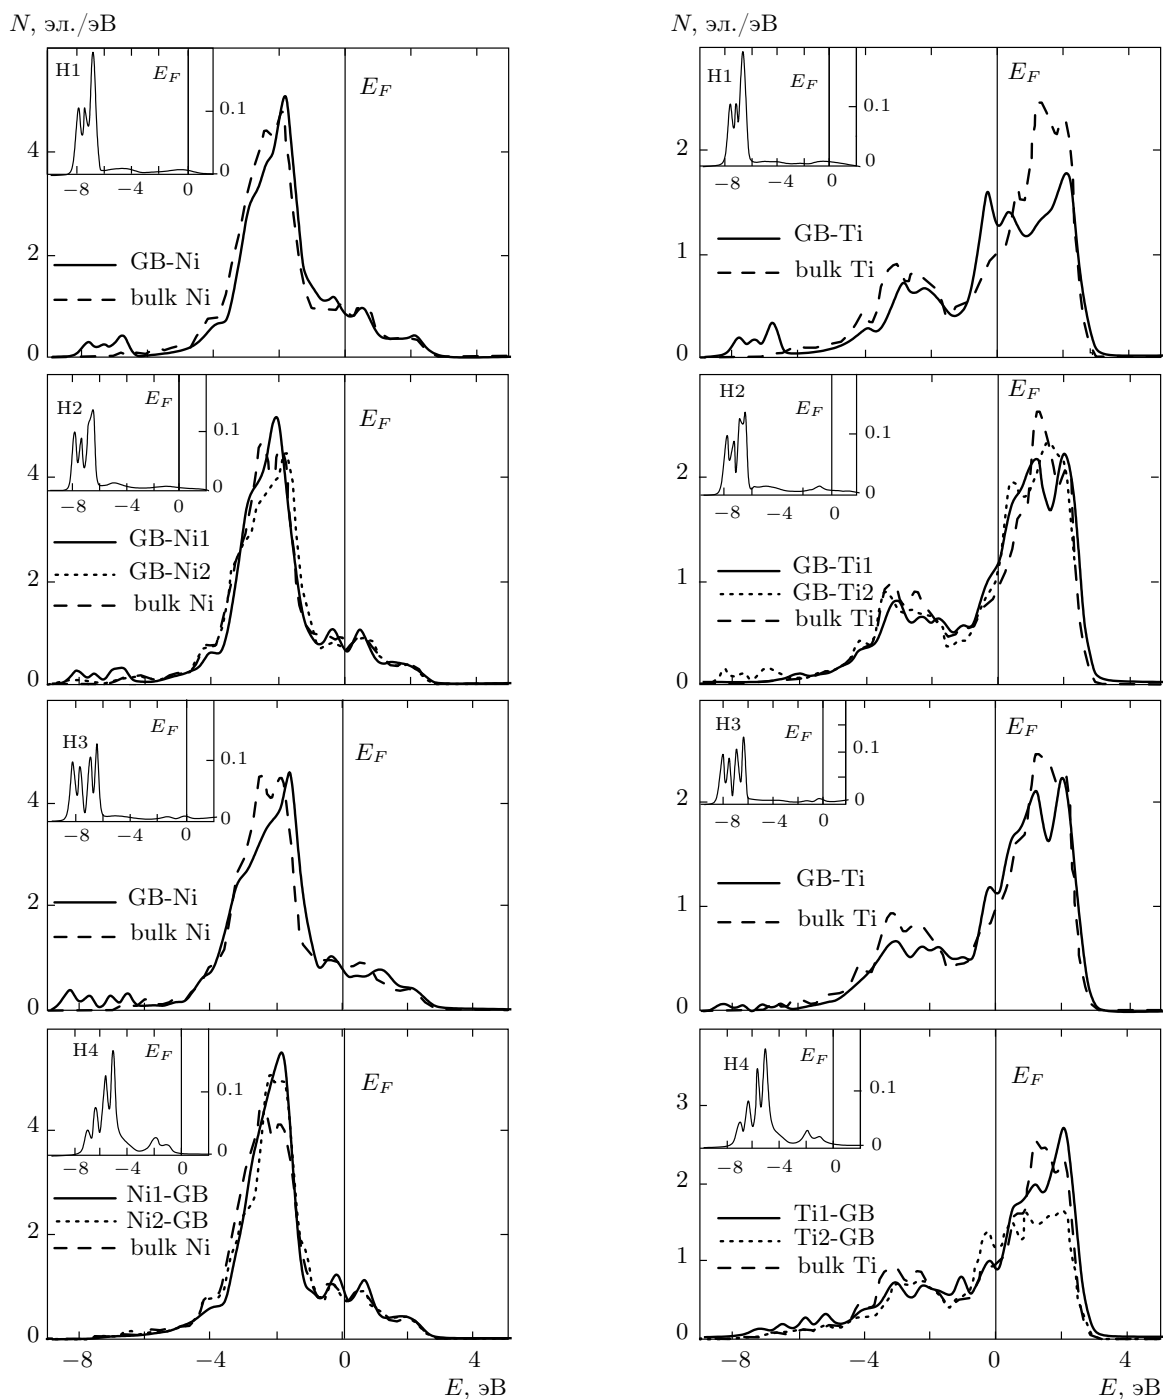 N, эл./эВ
H1
E_F
0.1
0
−8
−4
0
E_F
4
2
0
GB-Ni
bulk Ni
H2
E_F
0.1
0
−8
−4
0
E_F
4
2
0
GB-Ni1
GB-Ni2
bulk Ni
H3
E_F
0.1
0
−8
−4
0
E_F
4
2
0
GB-Ni
bulk Ni
H4
E_F
0.1
0
−8
−4
0
E_F
4
2
0
Ni1-GB
Ni2-GB
bulk Ni
−8
−4
0
4
E, эВ
N, эл./эВ
H1
E_F
0.1
0
−8
−4
0
E_F
2
1
0
GB-Ti
bulk Ti
H2
E_F
0.1
0
−8
−4
0
E_F
2
1
0
GB-Ti1
GB-Ti2
bulk Ti
H3
E_F
0.1
0
−8
−4
0
E_F
2
1
0
GB-Ti
bulk Ti
H4
E_F
0.1
0
−8
−4
0
E_F
3
2
1
0
Ti1-GB
Ti2-GB
bulk Ti
−8
−4
0
4
E, эВ